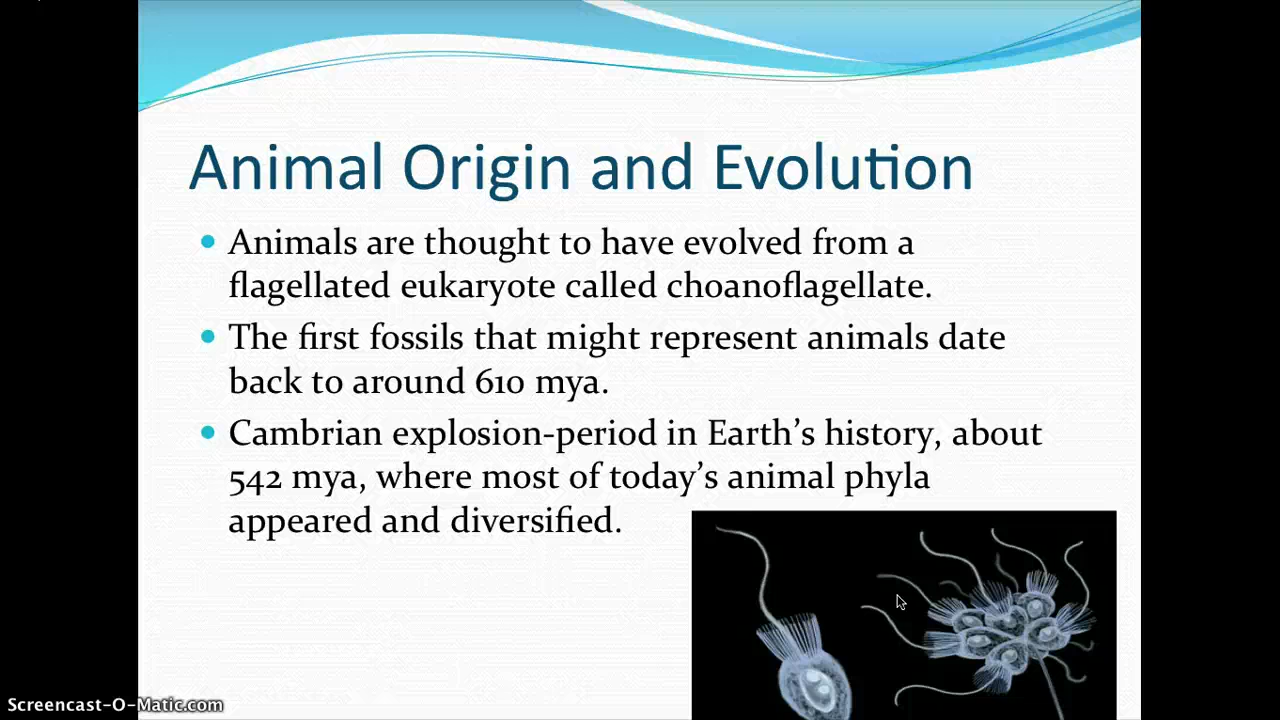 Animal Origin and Evolution
Animals are thought to have evolved from a
flagellated eukaryote called choanoflagellate.
The first fossils that might represent animals date
back to around 610 mya.
Cambrian explosion-period in Earth's history, about
542 mya, where most of today's animal phyla
appeared and diversified.
Screencast-O-Matic.com